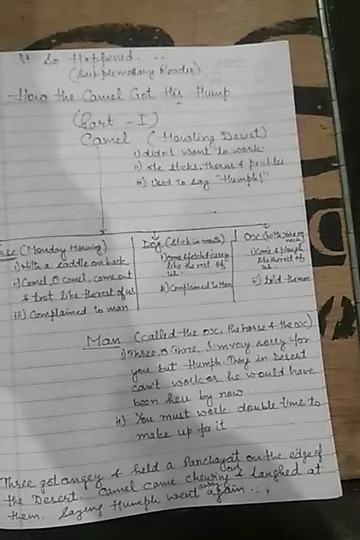 It So Happened....
(Supplementary Reader)
How the Camel Got His Hump
(Part - I)
Camel (Howling Desert)
i) didn't want to work
ii) ate sticks, thorns & prickles
iii) Used to say "Humph!"
(Monday Morning)
i) With a saddle on back
ii) Camel, O Camel, come out & trot like the rest of us
iii) Complained to man
Dog (Stick in mouth)
i) Come & fetch & carry like the rest of us.
ii) Complained to Man
Ox (with yoke on neck)
i) Come & plough like the rest of us.
ii) told the man
Man (called the ox, the horse & the ox)
i) Three, O Three, I'm very sorry for
you but Humph-Thing in Desert
can't work or he would have
been here by now.
ii) You must work double time to
make up for it
Three got angry & held a Panchayat on the edge of
the Desert. Camel came chewing cud & laughed at
them. Saying Humph went away again...